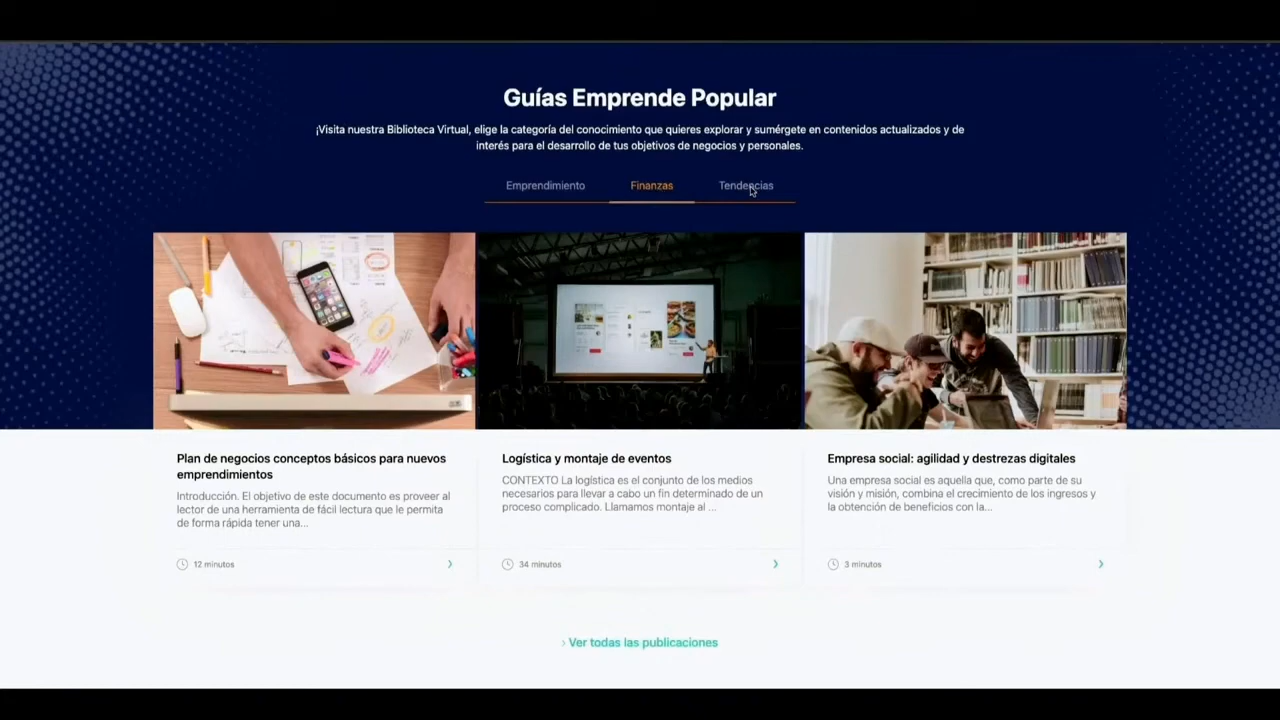 Guías Emprende Popular
¡Visita nuestra Biblioteca Virtual, elige la categoría del conocimiento que quieres explorar y sumérgete en contenidos actualizados y de
interés para el desarrollo de tus objetivos de negocios y personales.
Emprendimiento Finanzas Tendencias
Plan de negocios conceptos básicos para nuevos
emprendimientos
Introducción. El objetivo de este documento es proveer al
lector de una herramienta de fácil lectura que le permita
de forma rápida tener una...
12 minutos
Logística y montaje de eventos
CONTEXTO La logística es el conjunto de los medios
necesarios para llevar a cabo un fin determinado de un
proceso complicado. Llamamos montaje al ...
34 minutos
Empresa social: agilidad y destrezas digitales
Una empresa social es aquella que, como parte de su
visión y misión, combina el crecimiento de los ingresos y
la obtención de beneficios con la...
3 minutos
› Ver todas las publicaciones